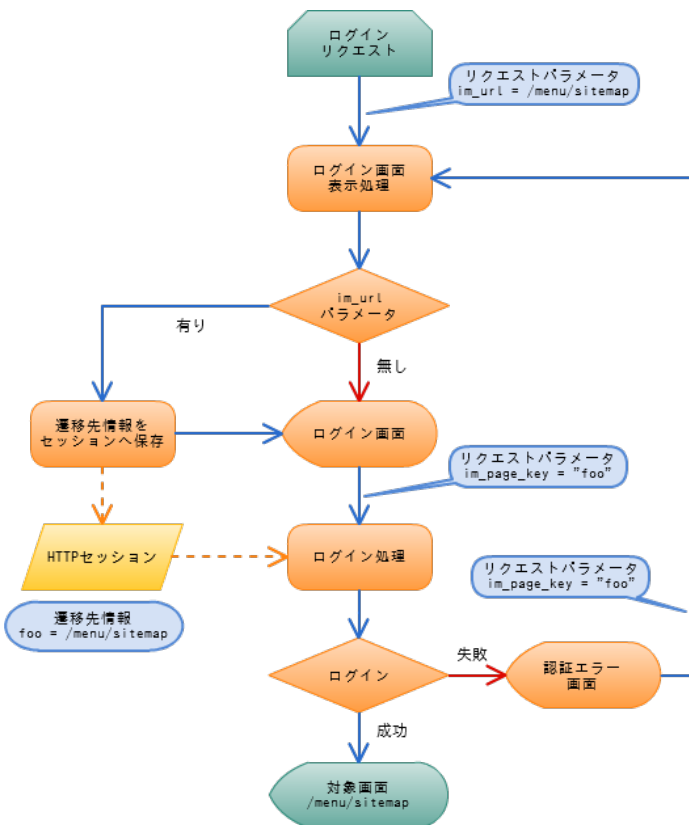 ログイン
リクエスト
リクエストパラメータ
im_url = /menu/sitemap
ログイン画面
表示処理
im_url
パラメータ
有り
無し
遷移先情報を
セッションへ保存
ログイン画面
リクエストパラメータ
im_page_key = ”foo”
HTTPセッション
ログイン処理
リクエストパラメータ
im_page_key = ”foo”
遷移先情報
foo = /menu/sitemap
ログイン
失敗
認証エラー
画面
成功
対象画面
/menu/sitemap